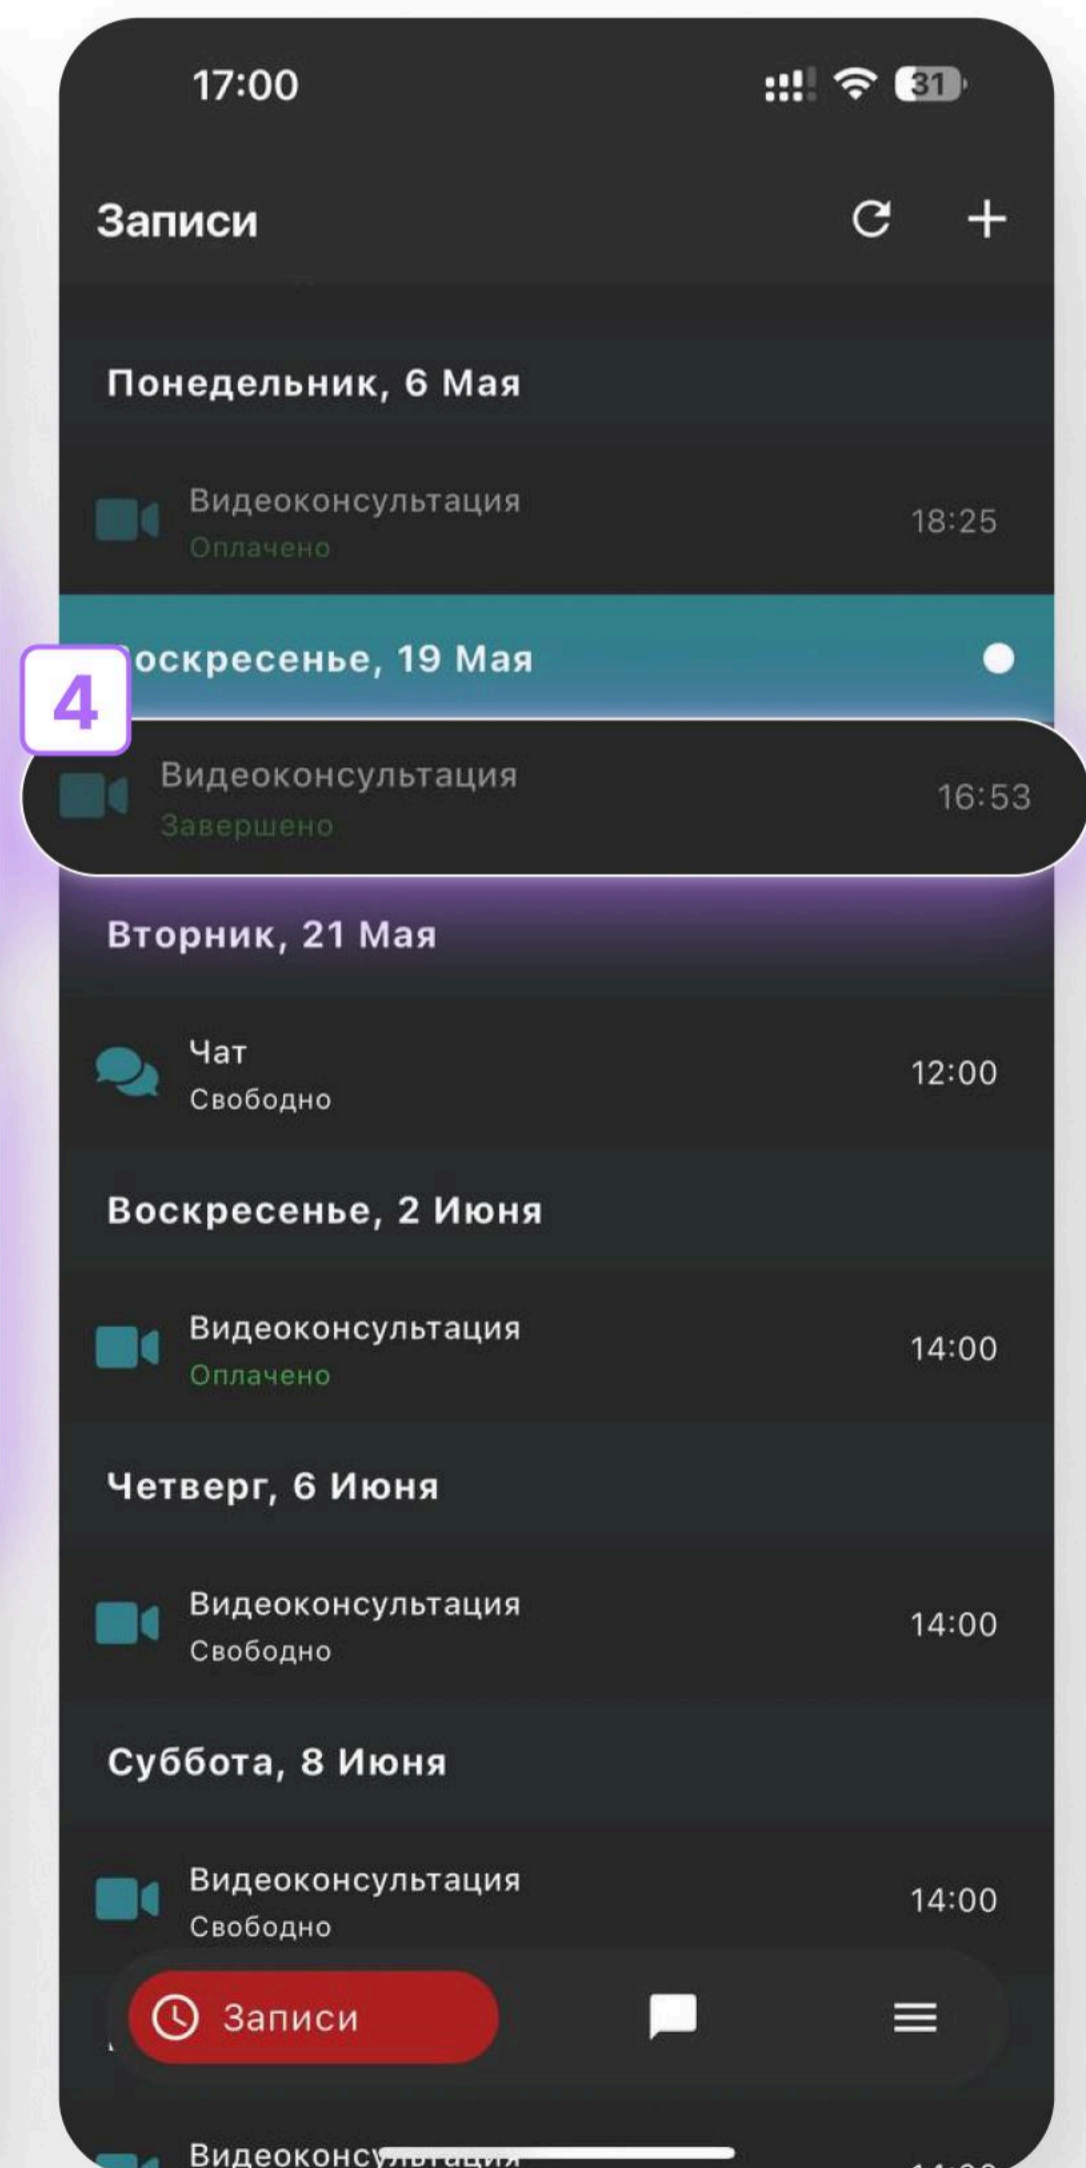 17:00
31
Записи
Понедельник, 6 Мая
Видеоконсультация
18:25
Оплачено
оскресенье, 19 Мая
4
Видеоконсультация
16:53
Завершено
Вторник, 21 Мая
Чат
12:00
Свободно
Воскресенье, 2 Июня
Видеоконсультация
14:00
Оплачено
Четверг, 6 Июня
Видеоконсультация
14:00
Свободно
Суббота, 8 Июня
Видеоконсультация
14:00
Свободно
Записи
Видеоконсультация